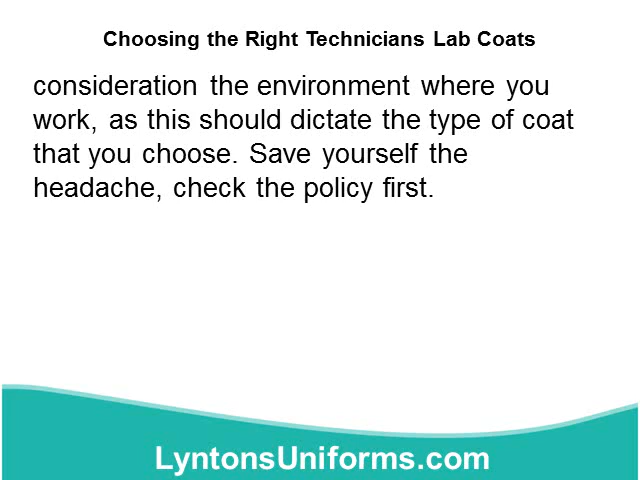 Choosing the Right Technicians Lab Coats
consideration the environment where you
work, as this should dictate the type of coat
that you choose. Save yourself the
headache, check the policy first.
LyntonsUniforms.com